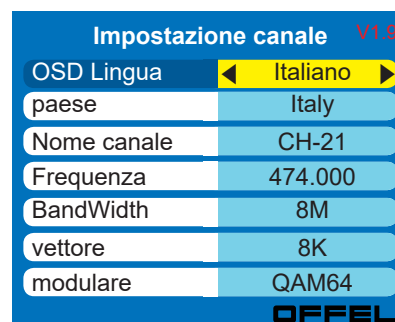 Impostazione canale V1.9
OSD Lingua Italiano
paese Italy
Nome canale CH-21
Frequenza 474.000
BandWidth 8M
vettore 8K
modulare QAM64
OFFEL